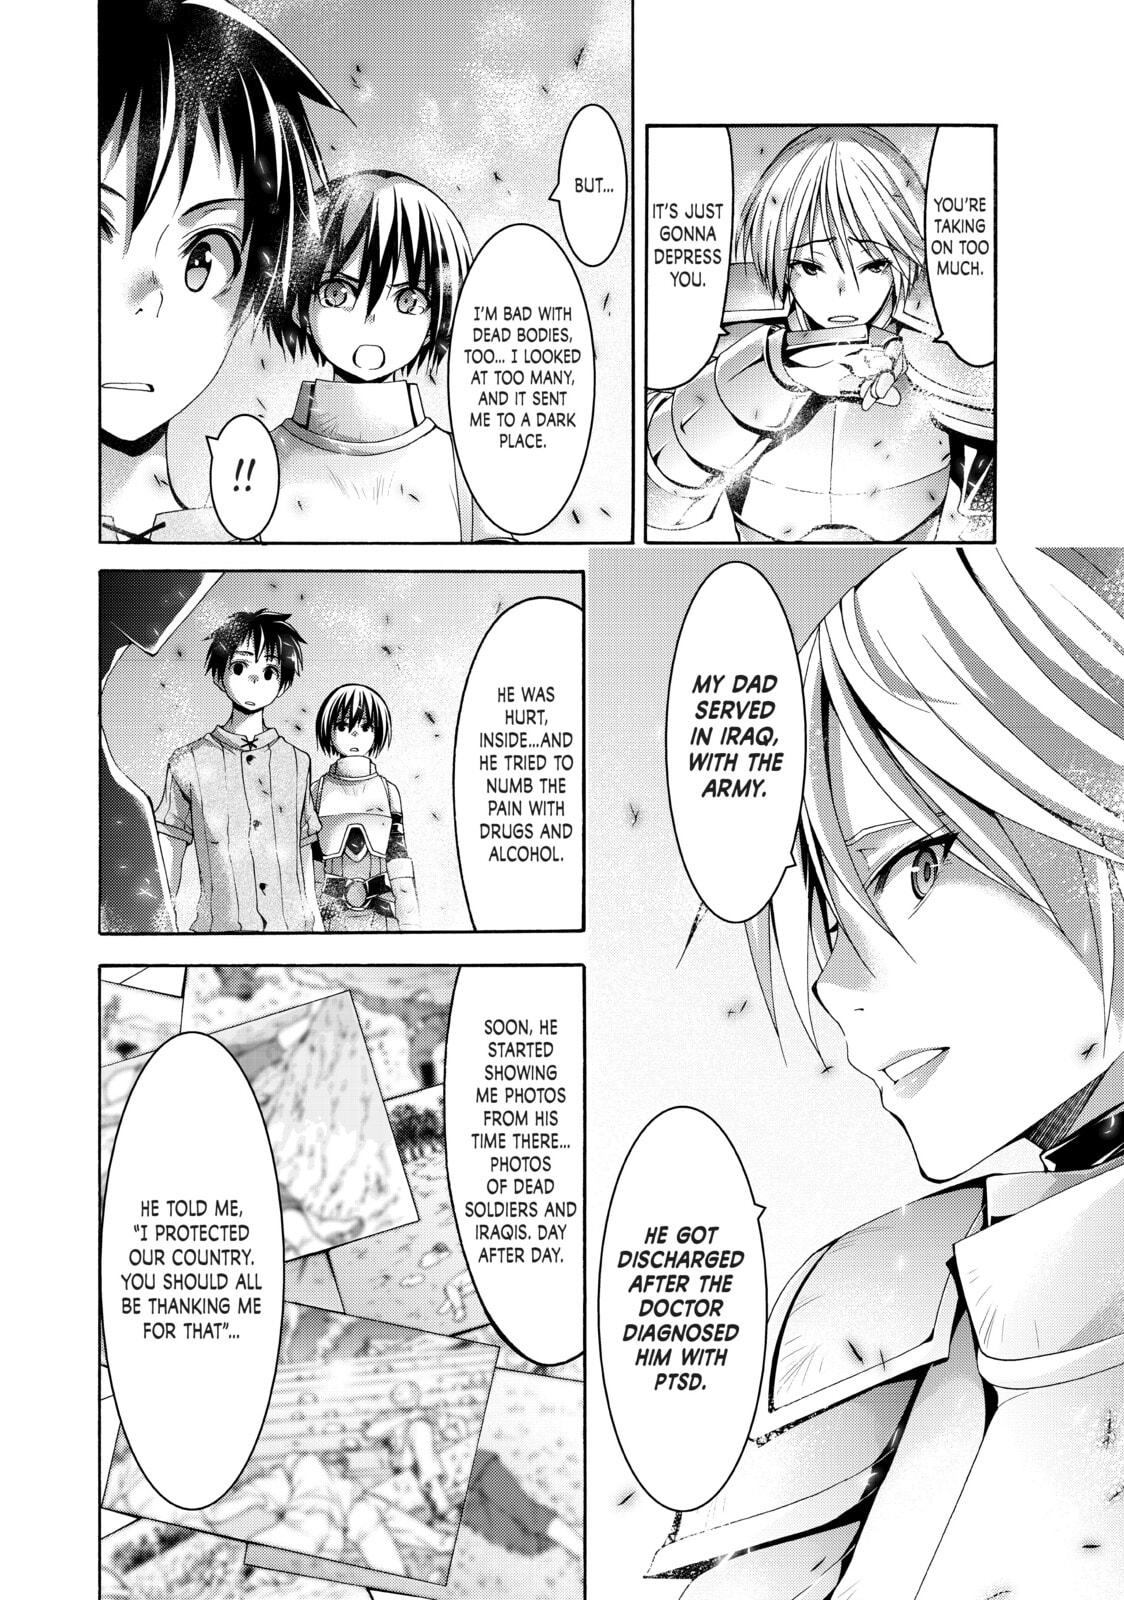 YOU'RE
TAKING
ON TOO
MUCH.
IT'S JUST
GONNA
DEPRESS
YOU.
BUT...
I'M BAD WITH
DEAD BODIES,
TOO... I LOOKED
AT TOO MANY,
AND IT SENT
ME TO A DARK
PLACE.
!!
MY DAD
SERVED
IN IRAQ,
WITH THE
ARMY.
HE GOT
DISCHARGED
AFTER THE
DOCTOR
DIAGNOSED
HIM WITH
PTSD.
HE WAS
HURT,
INSIDE...AND
HE TRIED TO
NUMB THE
PAIN WITH
DRUGS AND
ALCOHOL.
SOON, HE
STARTED
SHOWING
ME PHOTOS
FROM HIS
TIME THERE...
PHOTOS
OF DEAD
SOLDIERS AND
IRAQIS. DAY
AFTER DAY.
HE TOLD ME,
"I PROTECTED
OUR COUNTRY.
YOU SHOULD ALL
BE THANKING ME
FOR THAT"...